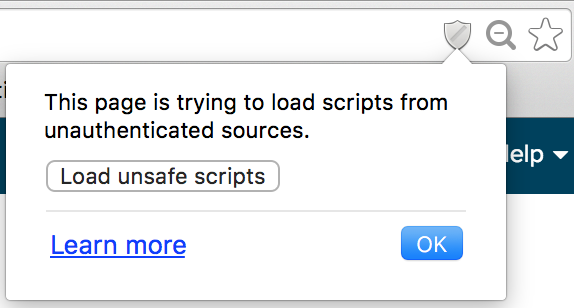 This page is trying to load scripts from
unauthenticated sources.
Load unsafe scripts
elp
Learn more
OK